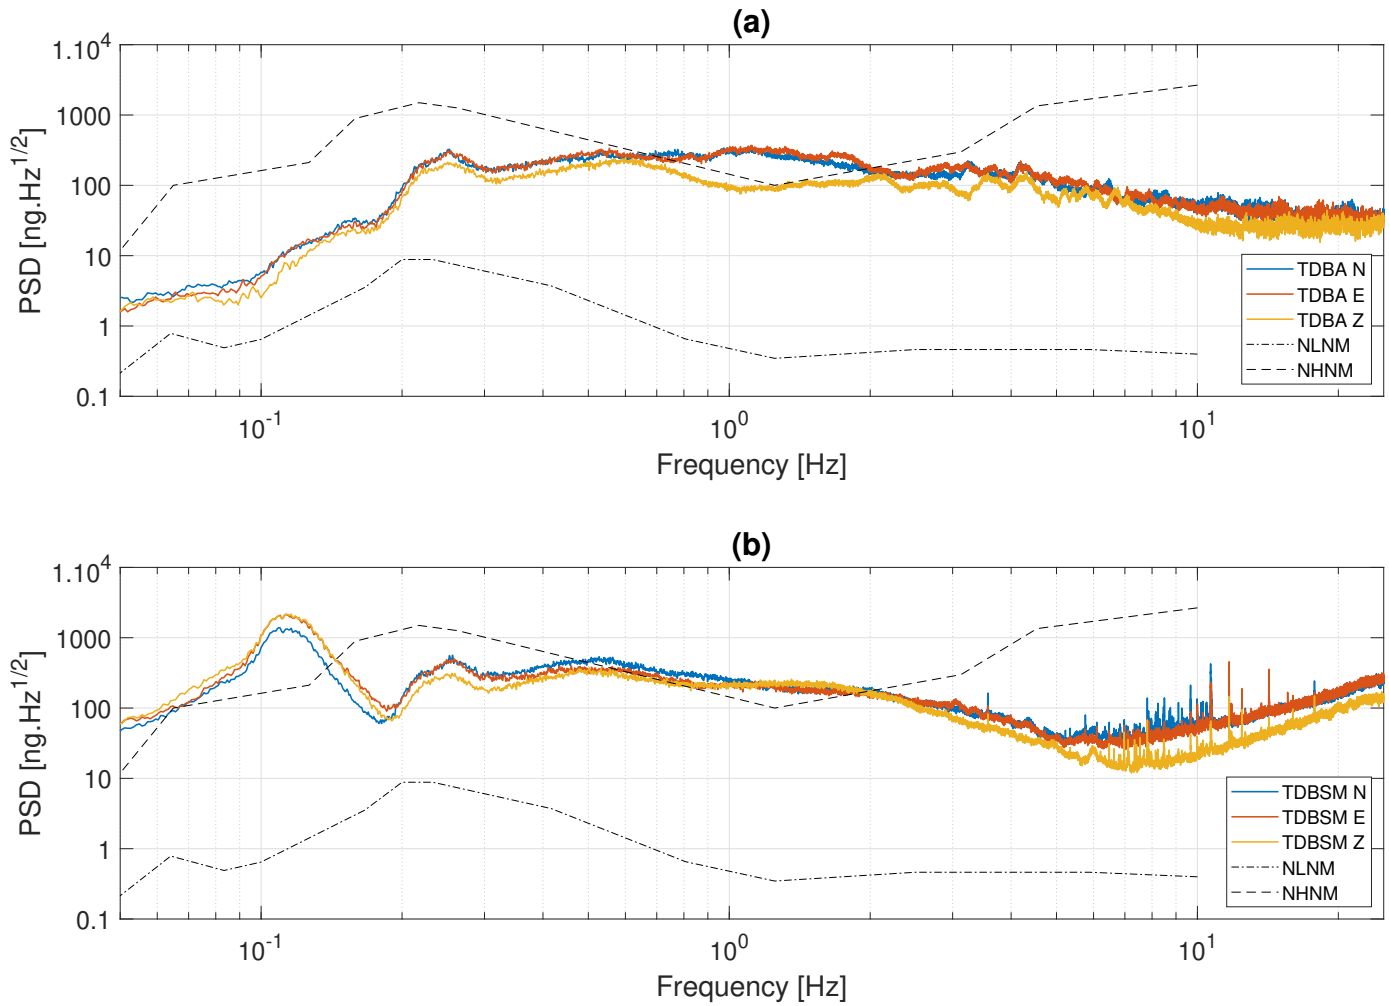 (a)
1.10^4
1000
100
10
1
0.1
PSD [ng.Hz^1/2]
TDBA N
TDBA E
TDBA Z
NLNM
NHNM
10^-1
10^0
10^1
Frequency [Hz]
(b)
1.10^4
1000
100
10
1
0.1
PSD [ng.Hz^1/2]
TDBSM N
TDBSM E
TDBSM Z
NLNM
NHNM
10^-1
10^0
10^1
Frequency [Hz]